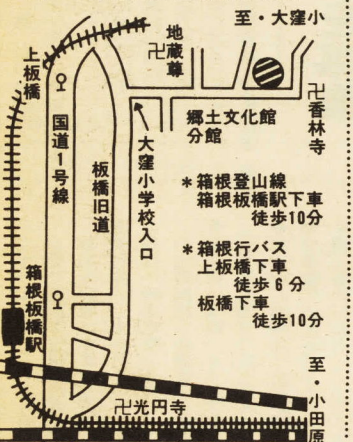 至・大窪小
地蔵尊
上板橋
香林寺
郷土文化館
分館
国道1号線
板橋旧道
大窪小学校入口
＊箱根登山線
箱根板橋駅下車
徒歩10分
＊箱根行バス
上板橋下車
徒歩6分
板橋下車
徒歩10分
箱根板橋駅
光円寺
至・小田原